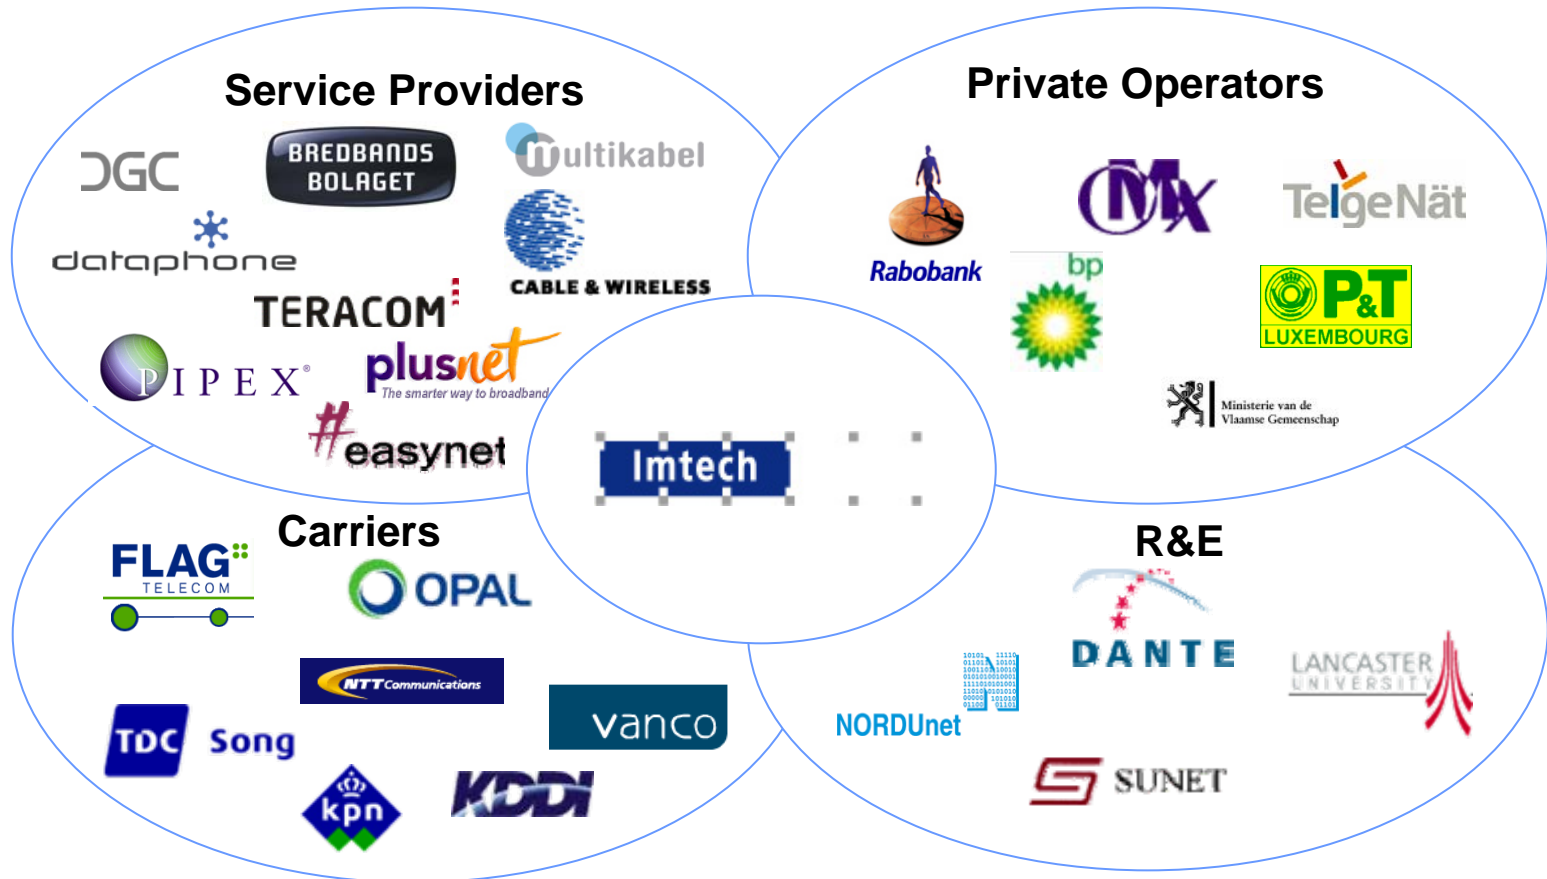 Service Providers
DGC
BREDBANDS
BOLAGET
multikabel
dataphone
CABLE & WIRELESS
TERACOM
PIPEX®
plusnet
The smarter way to broadband
#easynet
Private Operators
Rabobank
OMX
TelgeNät
bp
P&T
LUXEMBOURG
Ministerie van de
Vlaamse Gemeenschap
Imtech
Carriers
FLAG
TELECOM
OPAL
NTT Communications
vanco
TDC Song
kpn
KDDI
R&E
DANTE
NORDUnet
LANCASTER
UNIVERSITY
SUNET